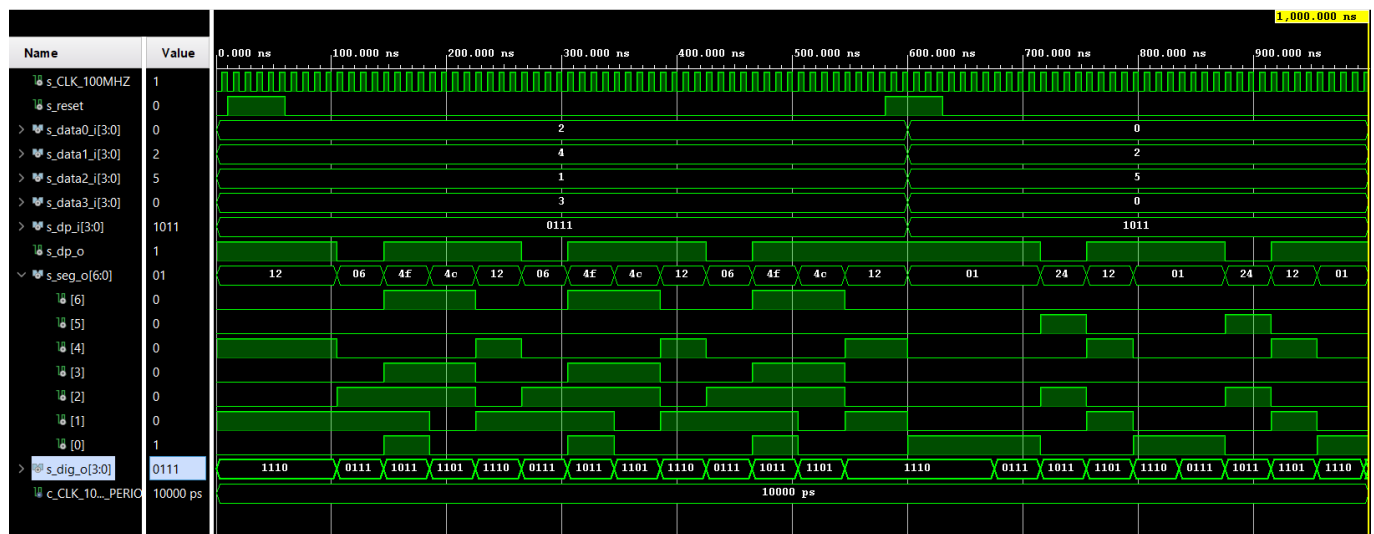 1,000.000 ns
Name Value 0.000 ns 100.000 ns 200.000 ns 300.000 ns 400.000 ns 500.000 ns 600.000 ns 700.000 ns 800.000 ns 900.000 ns
s_CLK_100MHZ 1
s_reset 0
> s_data0_i[3:0] 0 2 0
> s_data1_i[3:0] 2 4 2
> s_data2_i[3:0] 5 1 5
> s_data3_i[3:0] 0 3 0
> s_dp_i[3:0] 1011 0111 1011
s_dp_o 1
s_seg_o[6:0] 01 12 06 4f 4c 12 06 4f 4c 12 06 4f 4c 12 01 24 12 01 24 12 01
[6] 0
[5] 0
[4] 0
[3] 0
[2] 0
[1] 0
[0] 1
> s_dig_o[3:0] 0111 1110 0111 1011 1101 1110 0111 1011 1101 1110 0111 1011 1101 1110 0111 1011 1101 1110 0111 1011 1101 1110
c_CLK_10..._PERIO 10000 ps 10000 ps